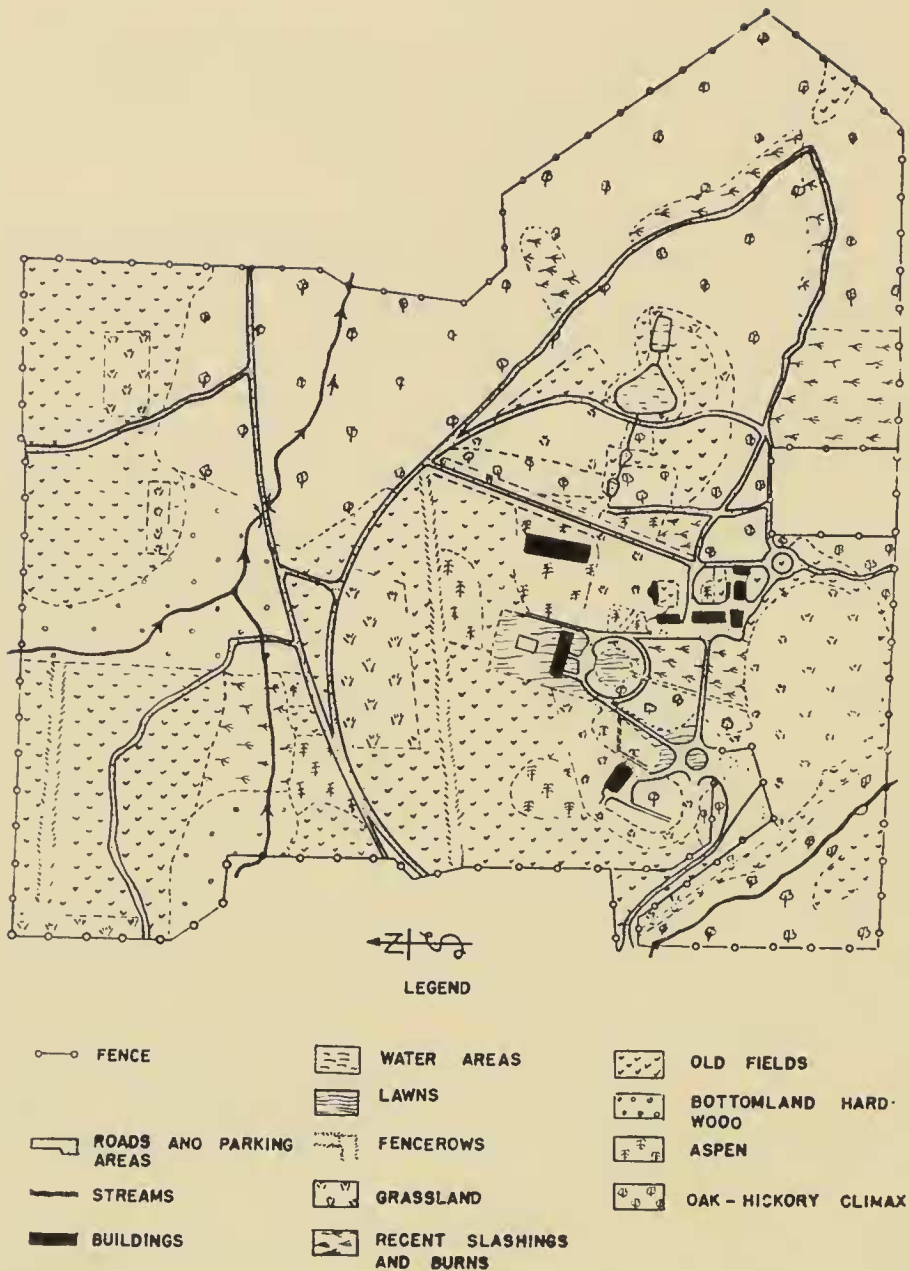 N
LEGEND
FENCE
ROADS AND PARKING
AREAS
STREAMS
BUILDINGS
WATER AREAS
LAWNS
FENCEROWS
GRASSLAND
RECENT SLASHINGS
AND BURNS
OLD FIELDS
BOTTOMLAND HARD-
WOOO
ASPEN
OAK-HICKORY CLIMAX